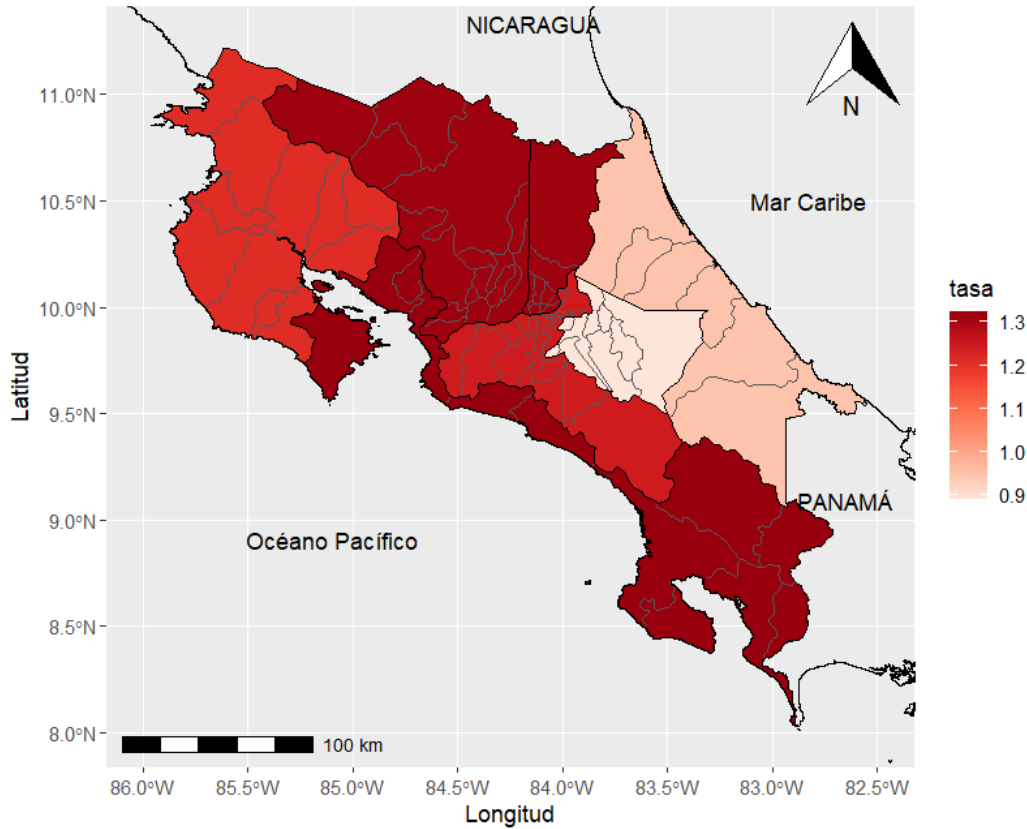 NICARAGUA
N
Mar Caribe
PANAMÁ
Océano Pacífico
100 km
11.0°N
10.5°N
10.0°N
9.5°N
9.0°N
8.5°N
8.0°N
Latitud
86.0°W 85.5°W 85.0°W 84.5°W 84.0°W 83.5°W 83.0°W 82.5°W
Longitud
tasa
1.3
1.2
1.1
1.0
0.9